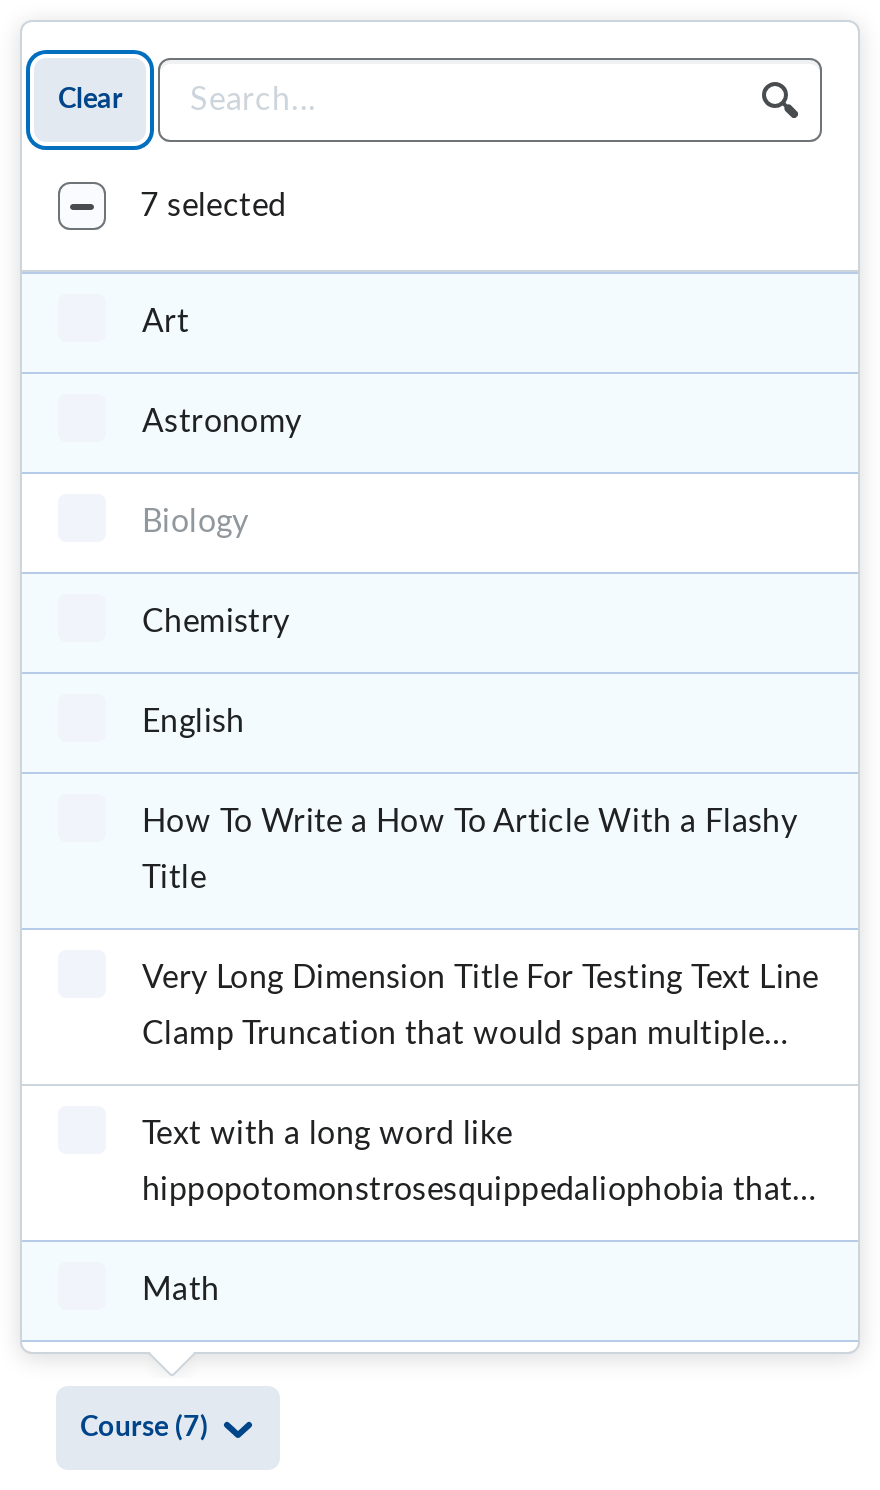 Clear
Search...
7 selected
Art
Astronomy
Biology
Chemistry
English
How To Write a How To Article With a Flashy
Title
Very Long Dimension Title For Testing Text Line
Clamp Truncation that would span multiple...
Text with a long word like
hippopotomonstrosesquippedaliophobia that...
Math
Course (7)